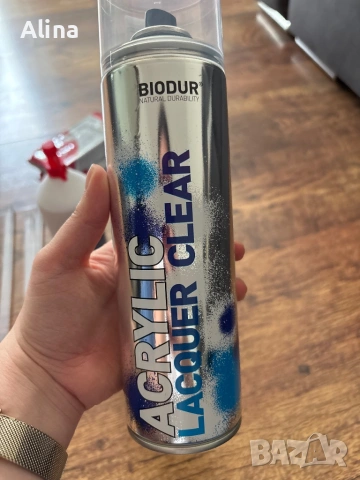 Alina
BIODUR®
NATURAL DURABILITY
ACRYLIC
LACQUER CLEAR
BAZAR